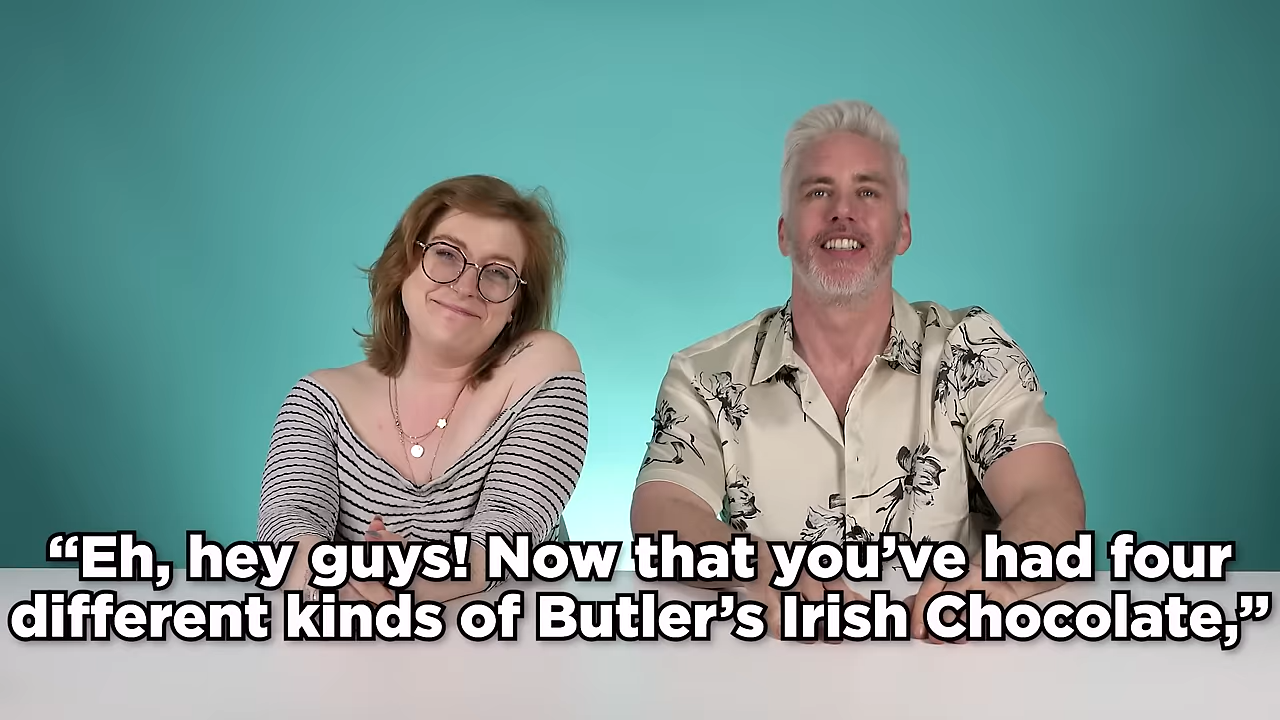 “Eh, hey guys! Now that you’ve had four
different kinds of Butler’s Irish Chocolate,”